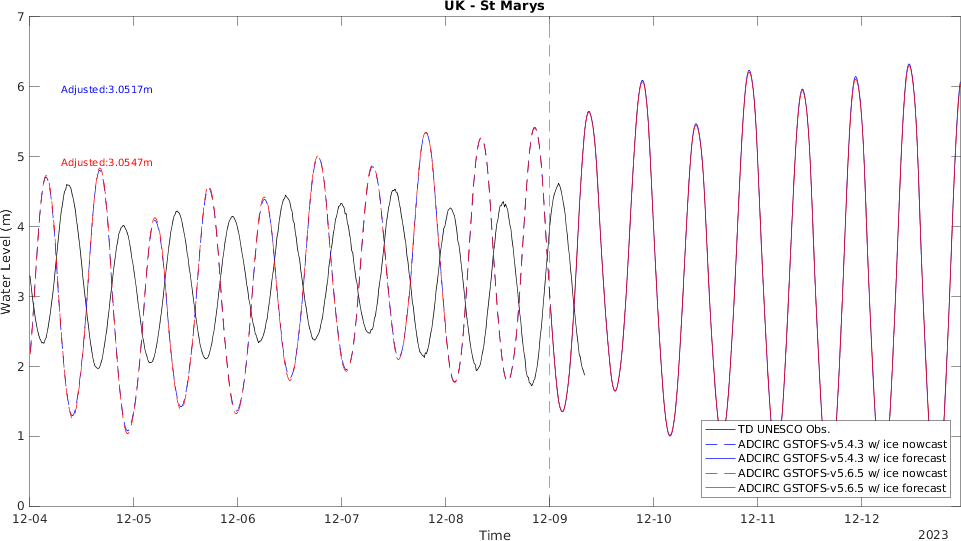 UK - St Marys
7
6
5
4
3
2
1
0
Water Level (m)
Adjusted:3.0517m
Adjusted:3.0547m
TD UNESCO Obs.
ADCIRC GSTOFS-v5.4.3 w/ ice nowcast
ADCIRC GSTOFS-v5.4.3 w/ ice forecast
ADCIRC GSTOFS-v5.6.5 w/ ice nowcast
ADCIRC GSTOFS-v5.6.5 w/ ice forecast
12-04 12-05 12-06 12-07 12-08 12-09 12-10 12-11 12-12
Time
2023